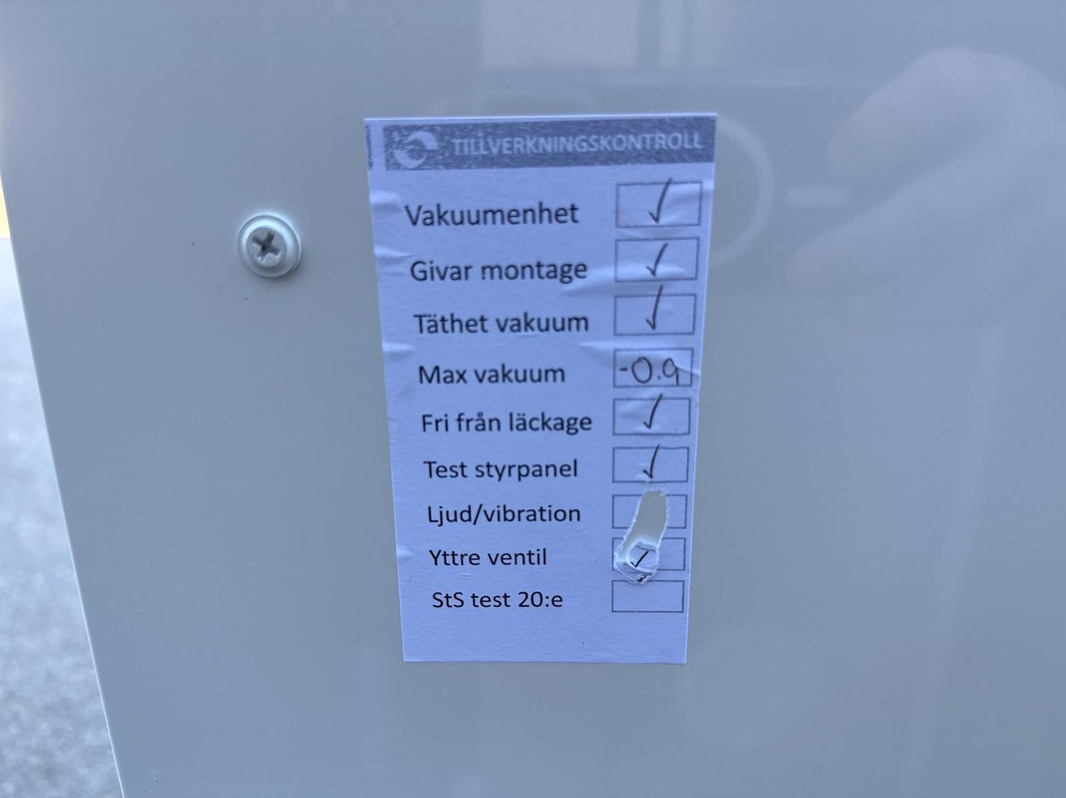 TILLVERKNINGSKONTROLL
Vakuumenhet ✓
Givar montage ✓
Täthet vakuum ✓
Max vakuum -0.9
Fri från läckage ✓
Test styrpanel ✓
Ljud/vibration
Yttre ventil ✓
StS test 20:e